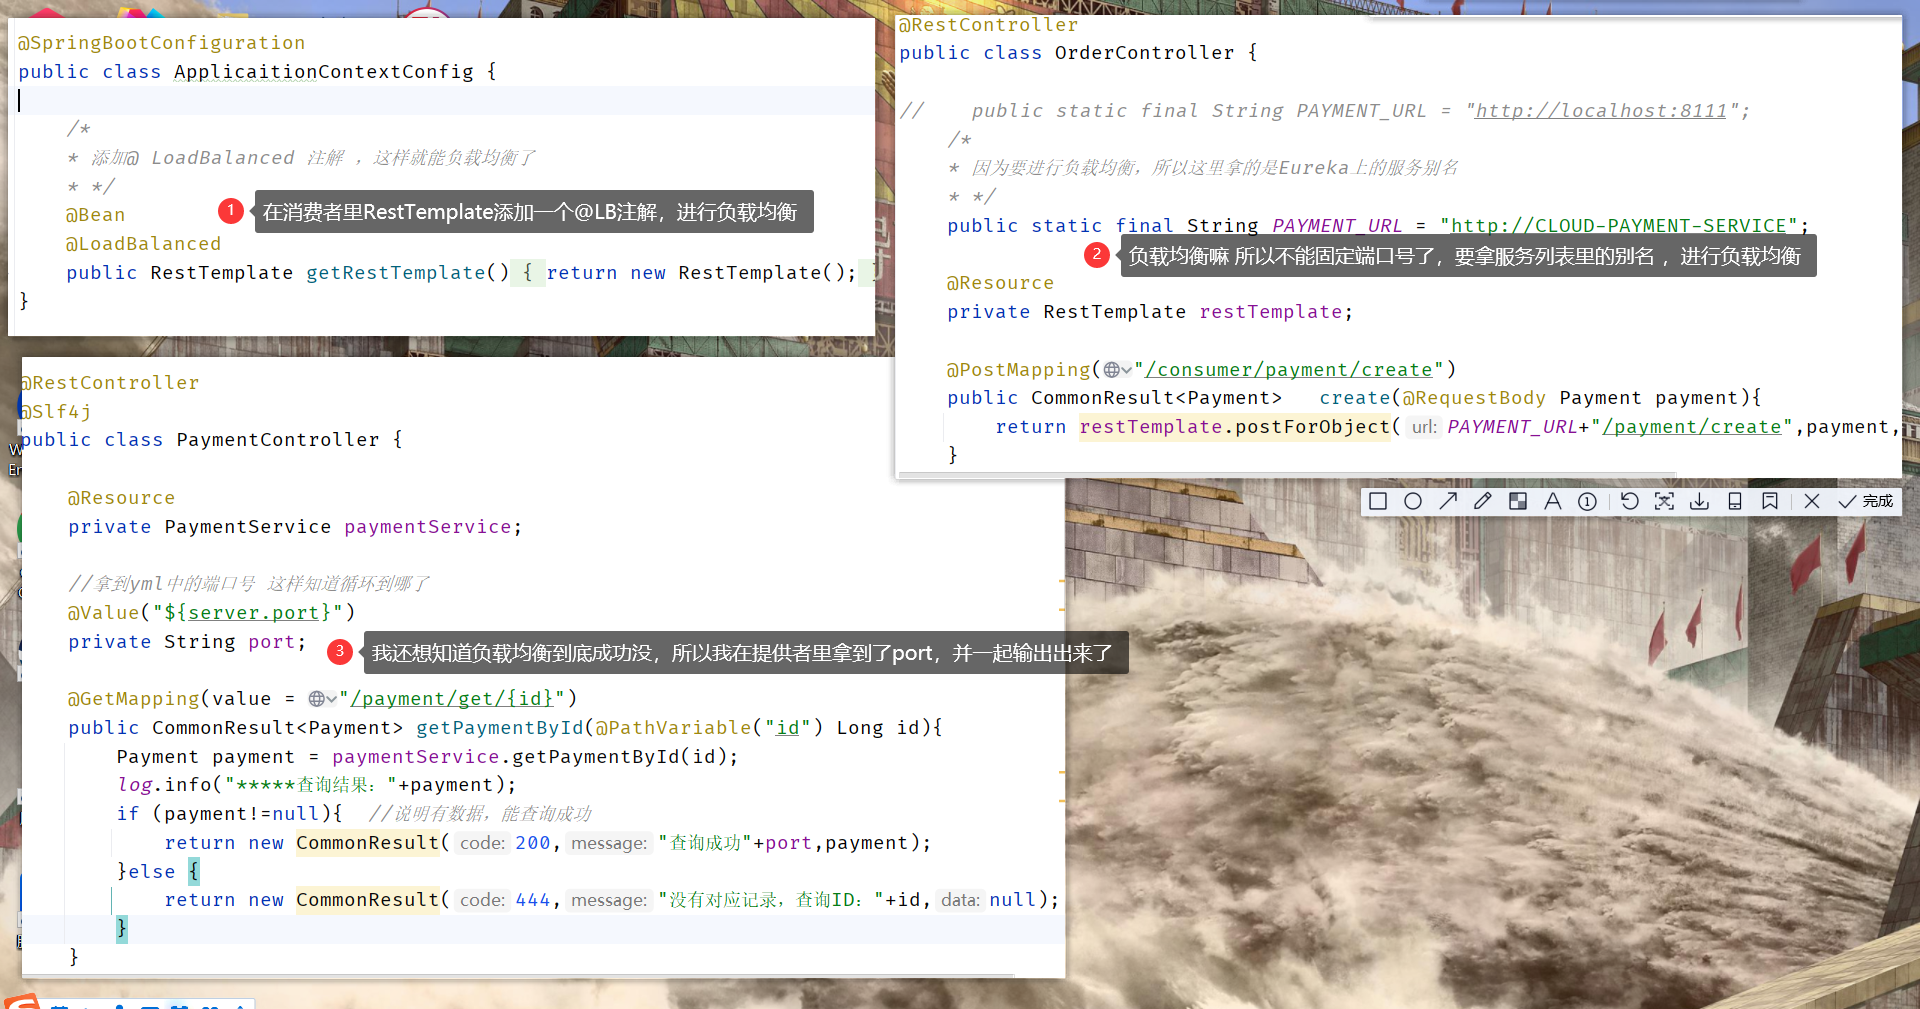 @SpringBootConfiguration
public class ApplicaitionContextConfig {
/*
* 添加@ LoadBalanced 注解 ，这样就能负载均衡了
* */
@Bean
1 在消费者里RestTemplate添加一个@LB注解，进行负载均衡
@LoadBalanced
public RestTemplate getRestTemplate() { return new RestTemplate();
}
@RestController
public class OrderController {
//    public static final String PAYMENT_URL = "http://localhost:8111";
/*
* 因为要进行负载均衡，所以这里拿的是Eureka上的服务别名
* */
public static final String PAYMENT_URL = "http://CLOUD-PAYMENT-SERVICE";
2 负载均衡嘛 所以不能固定端口号了，要拿服务列表里的别名 ，进行负载均衡
@Resource
private RestTemplate restTemplate;
@PostMapping("/consumer/payment/create")
public CommonResult<Payment>   create(@RequestBody Payment payment){
return restTemplate.postForObject( url: PAYMENT_URL+"/payment/create",payment,
}
完成
@RestController
@Slf4j
public class PaymentController {
@Resource
private PaymentService paymentService;
//拿到yml中的端口号 这样知道循环到哪了
@Value("${server.port}")
private String port;
3 我还想知道负载均衡到底成功没，所以我在提供者里拿到了port，并一起输出出来了
@GetMapping(value = "/payment/get/{id}")
public CommonResult<Payment> getPaymentById(@PathVariable("id") Long id){
Payment payment = paymentService.getPaymentById(id);
log.info("*****查询结果："+payment);
if (payment!=null){  //说明有数据，能查询成功
return new CommonResult( code: 200, message: "查询成功"+port,payment);
}else {
return new CommonResult( code: 444, message: "没有对应记录，查询ID："+id, data: null);
}
}